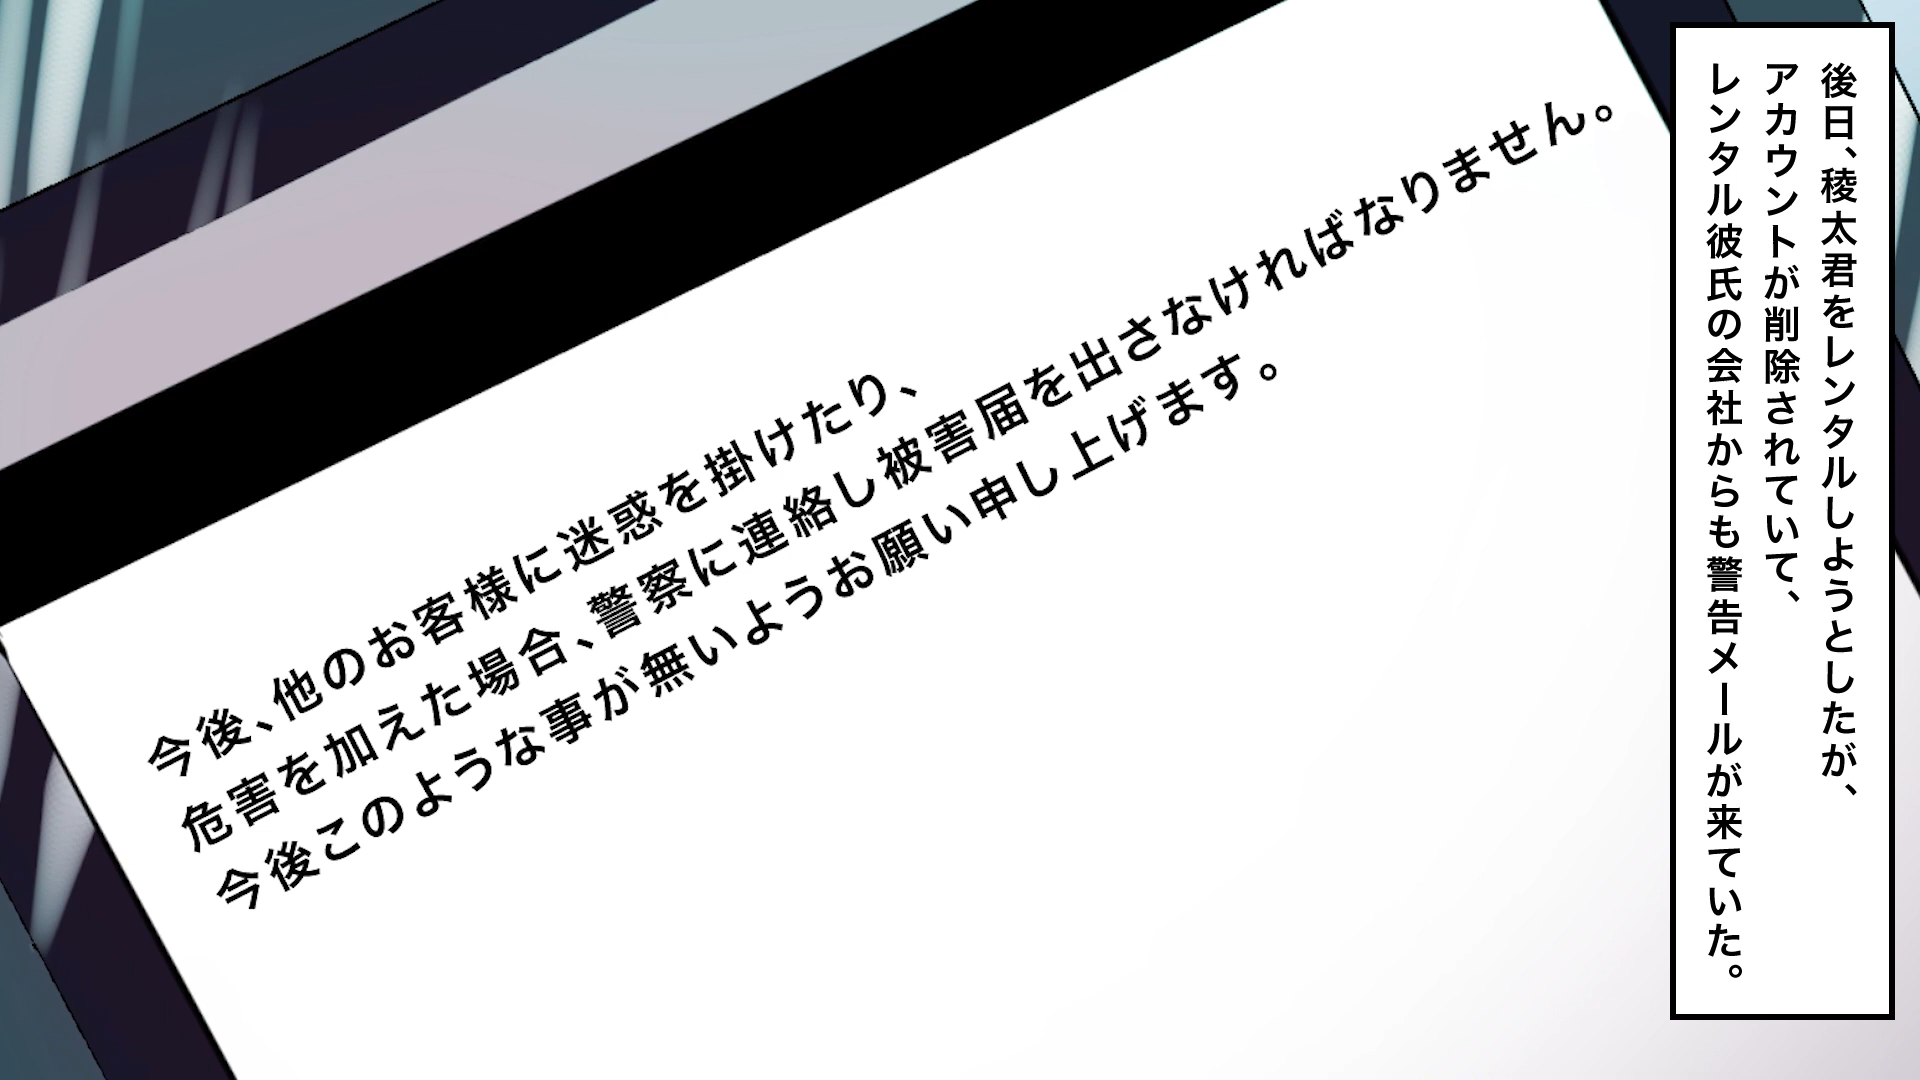 後日、稜太君をレンタルしようとしたが、
アカウントが削除されていて、
レンタル彼氏の会社からも警告メールが来ていた。
今後、他のお客様に迷惑を掛けたり、
危害を加えた場合、警察に連絡し被害届を出さなければなりません。
今後このような事が無いようお願い申し上げます。